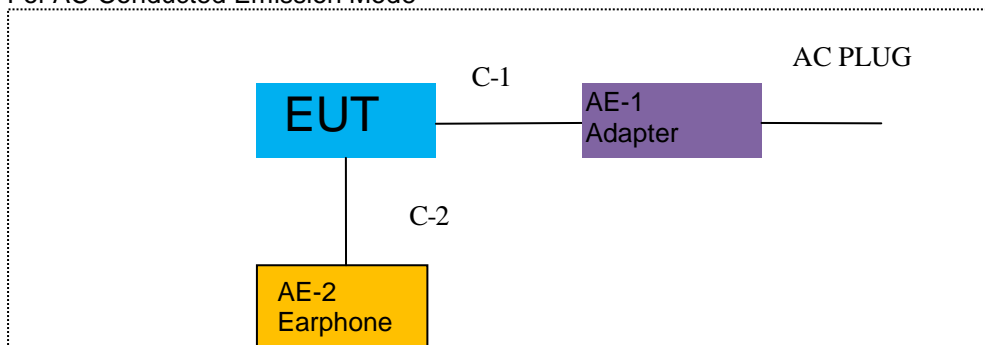 For AC Conducted Emission Mode
AC PLUG
C-1
EUT
AE-1
Adapter
C-2
AE-2
Earphone